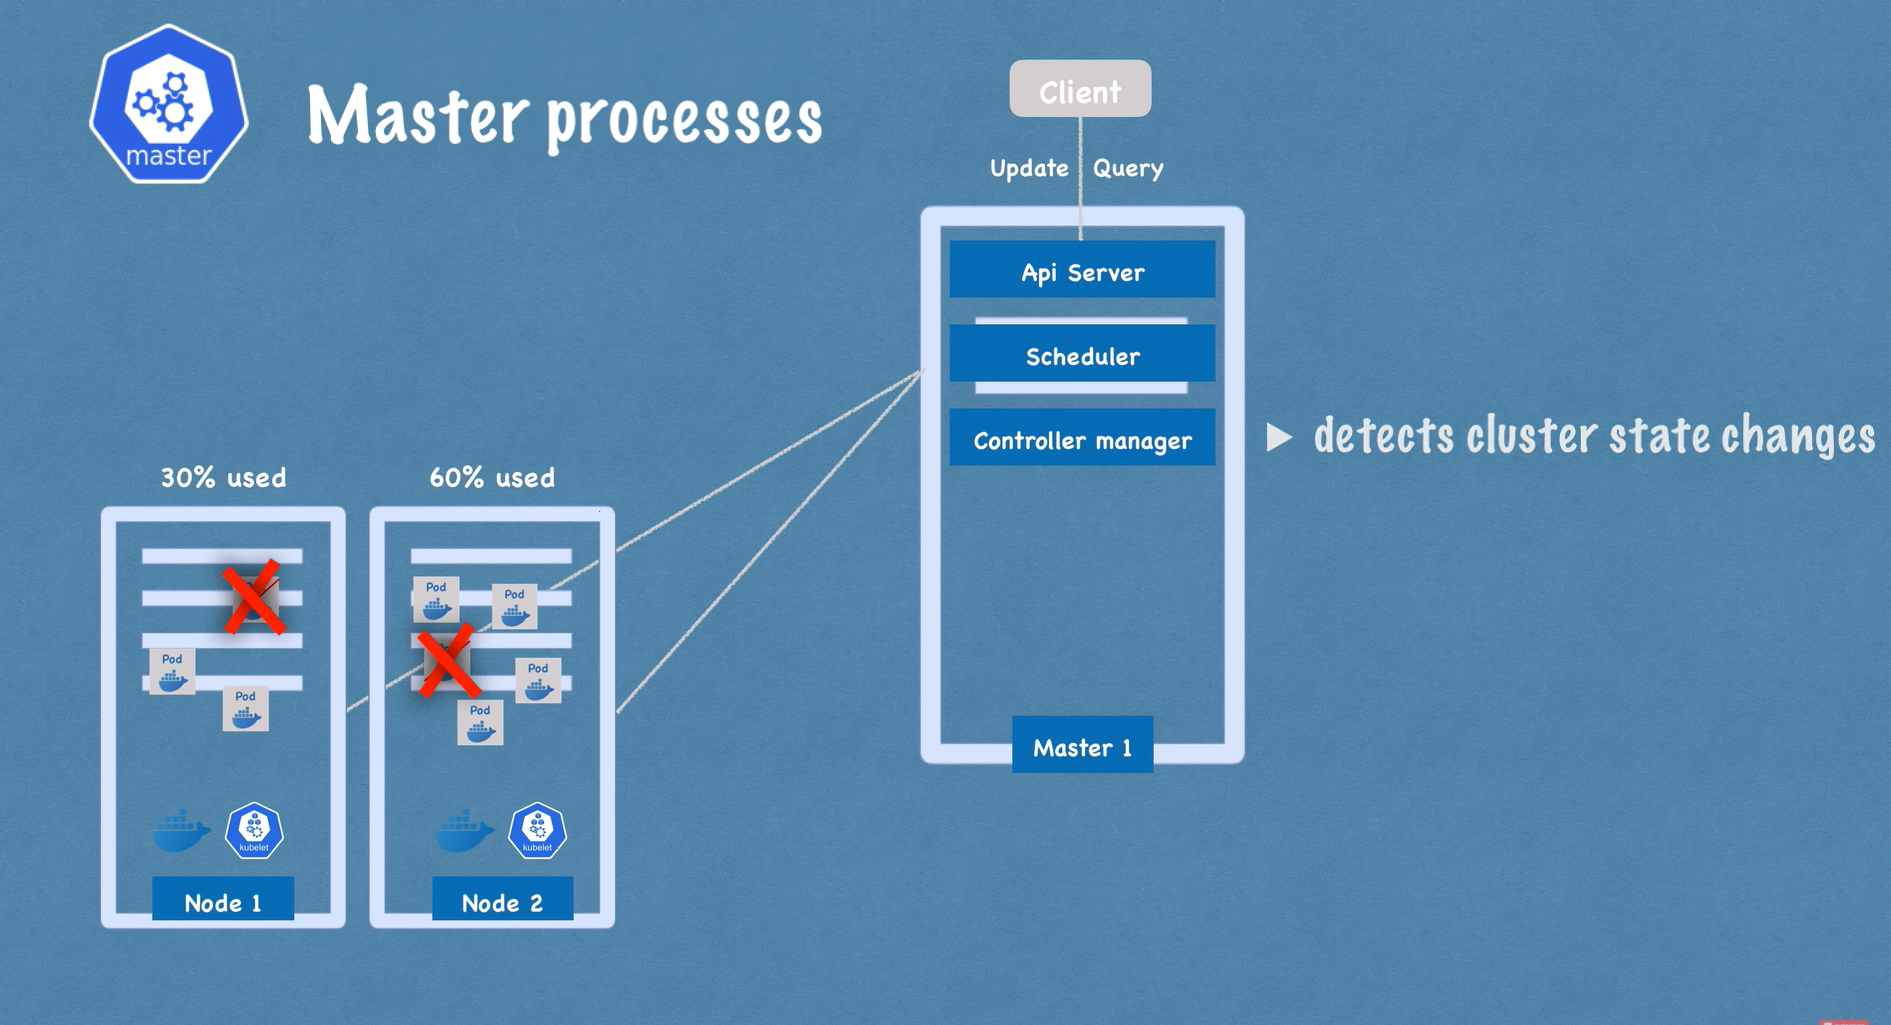 master
Master processes
Client
Update
Query
Api Server
Scheduler
Controller manager
detects cluster state changes
Master 1
30% used
60% used
Pod
Pod
Pod
Pod
Pod
Pod
kubelet
kubelet
Node 1
Node 2